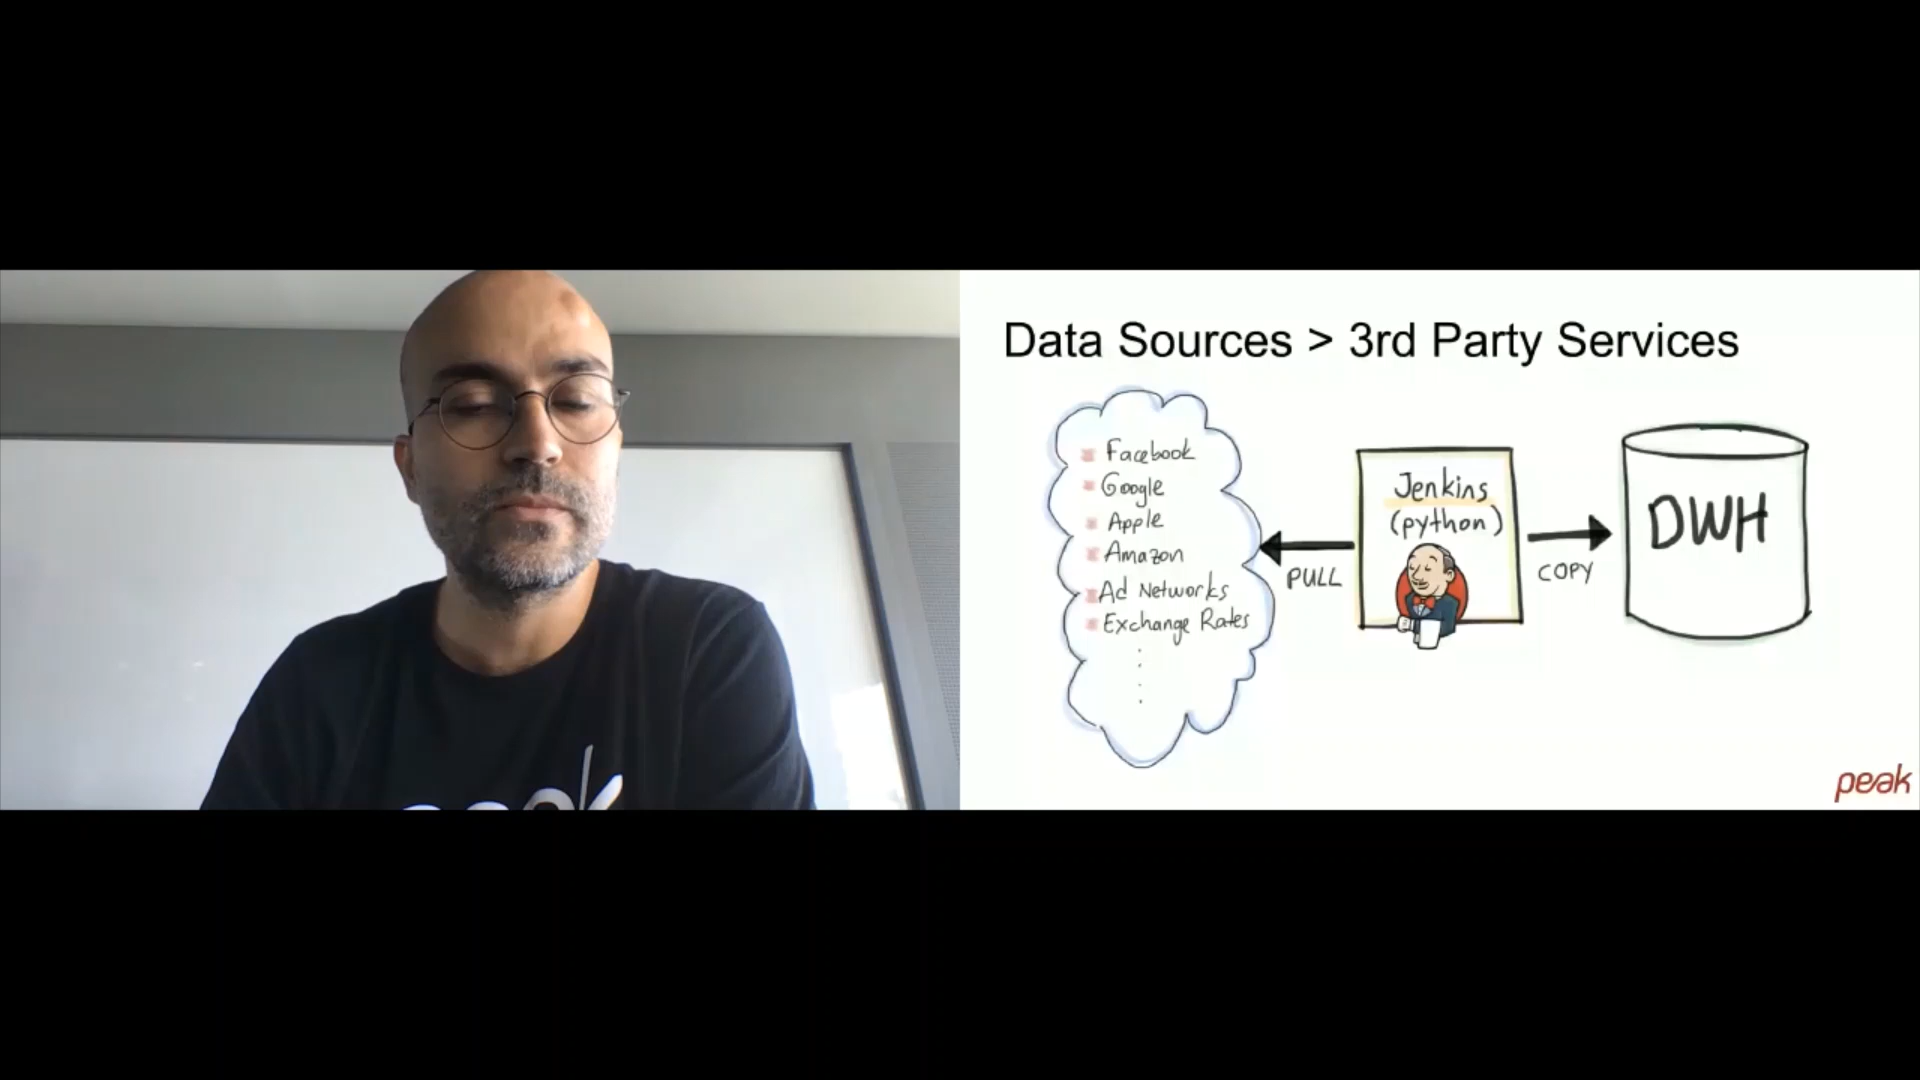 Data Sources > 3rd Party Services
Facebook
Google
Apple
Amazon
Ad Networks
Exchange Rates
PULL
Jenkins
(python)
COPY
DWH
peak
peak